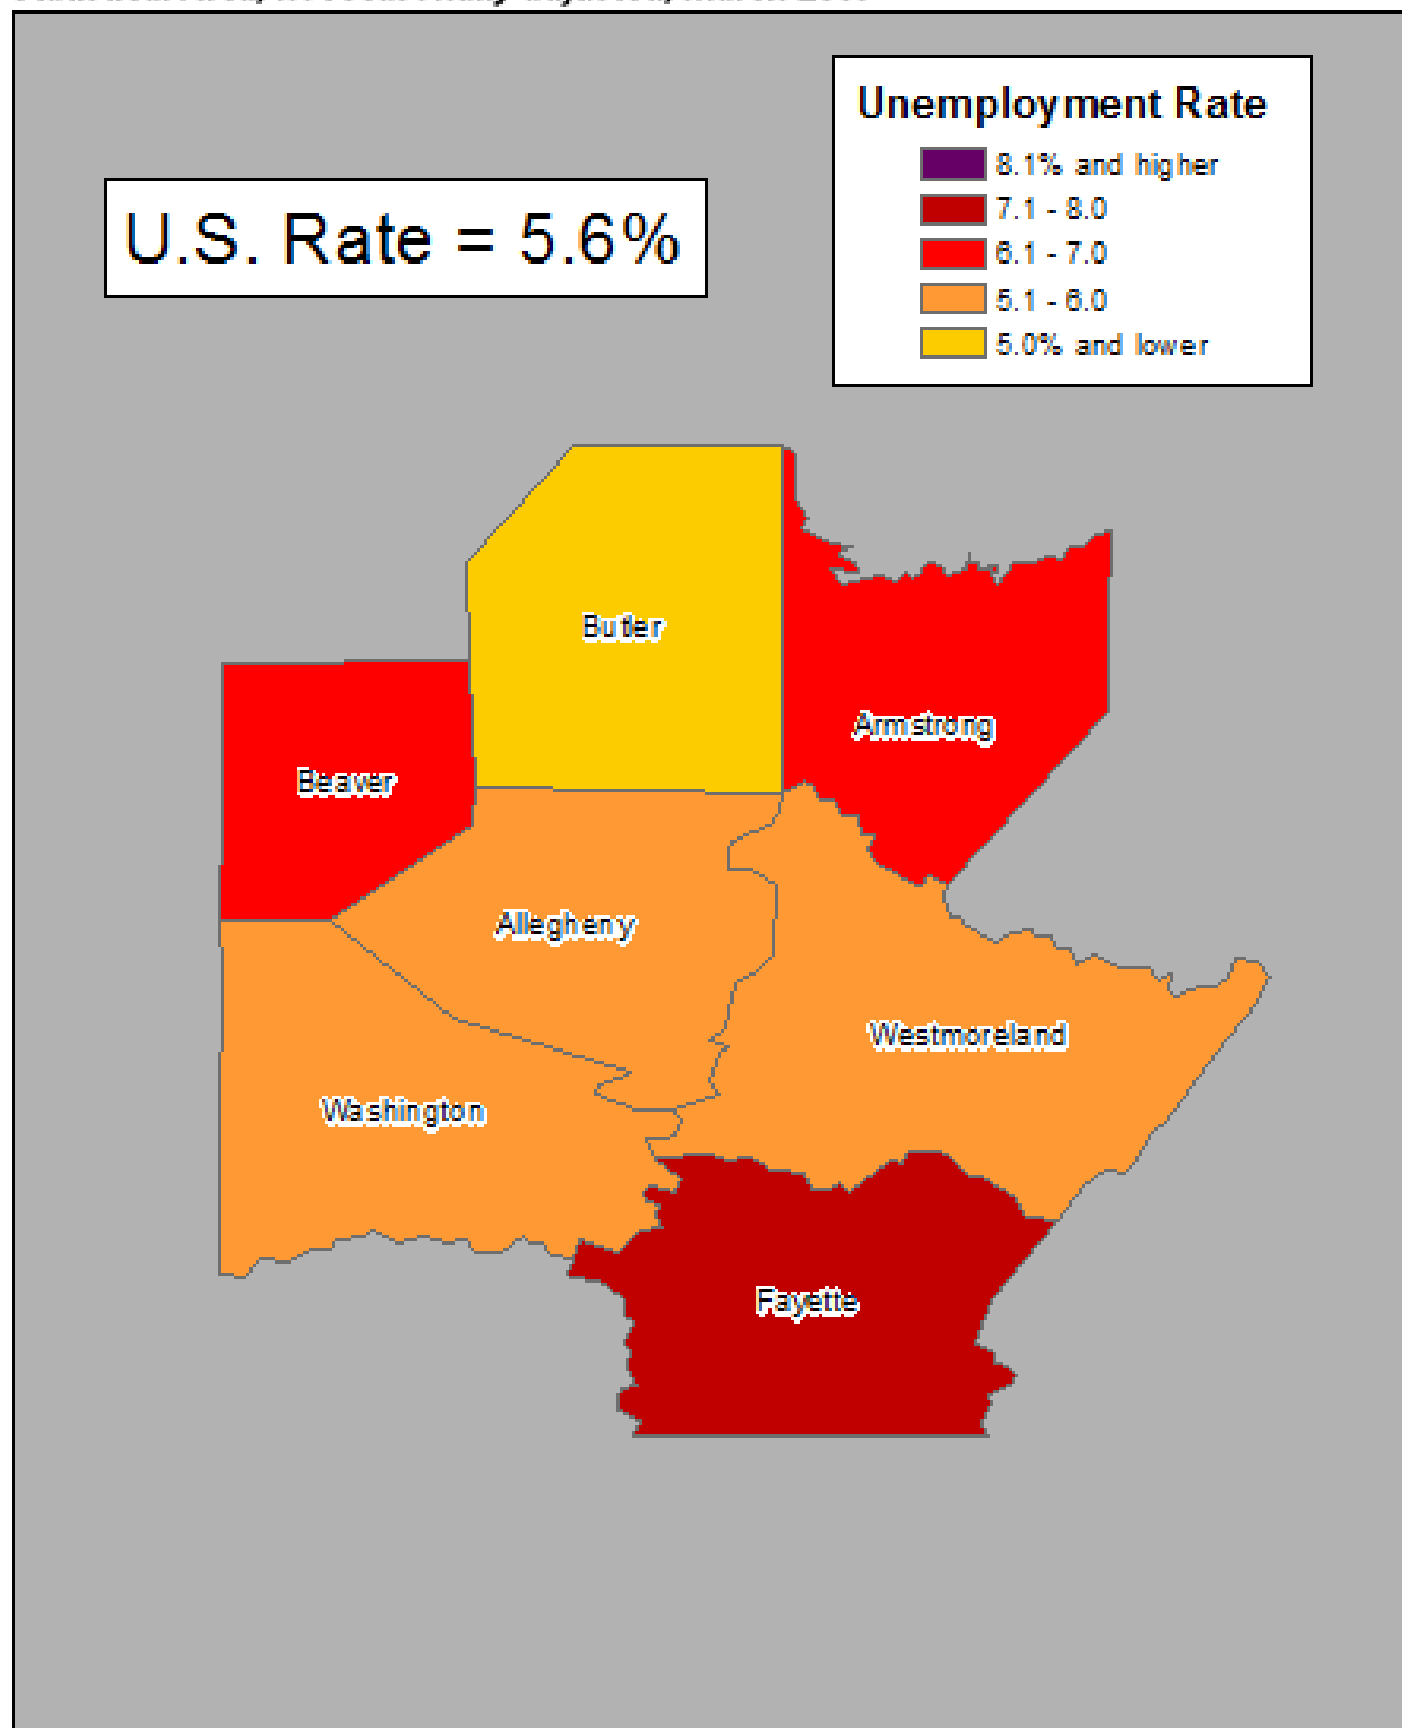 Unemployment Rate
8.1% and higher
7.1 - 8.0
6.1 - 7.0
5.1 - 6.0
5.0% and lower
U.S. Rate = 5.6%
Butler
Armstrong
Beaver
Allegheny
Westmoreland
Washington
Fayette